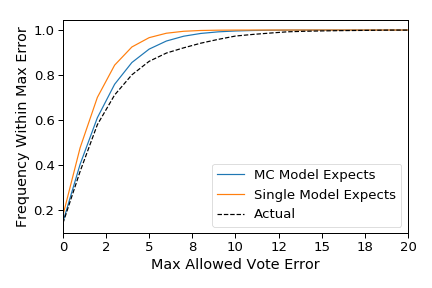 Frequency Within Max Error
1.0
0.8
0.6
0.4
0.2
MC Model Expects
Single Model Expects
Actual
0 2 5 8 10 12 15 18 20
Max Allowed Vote Error